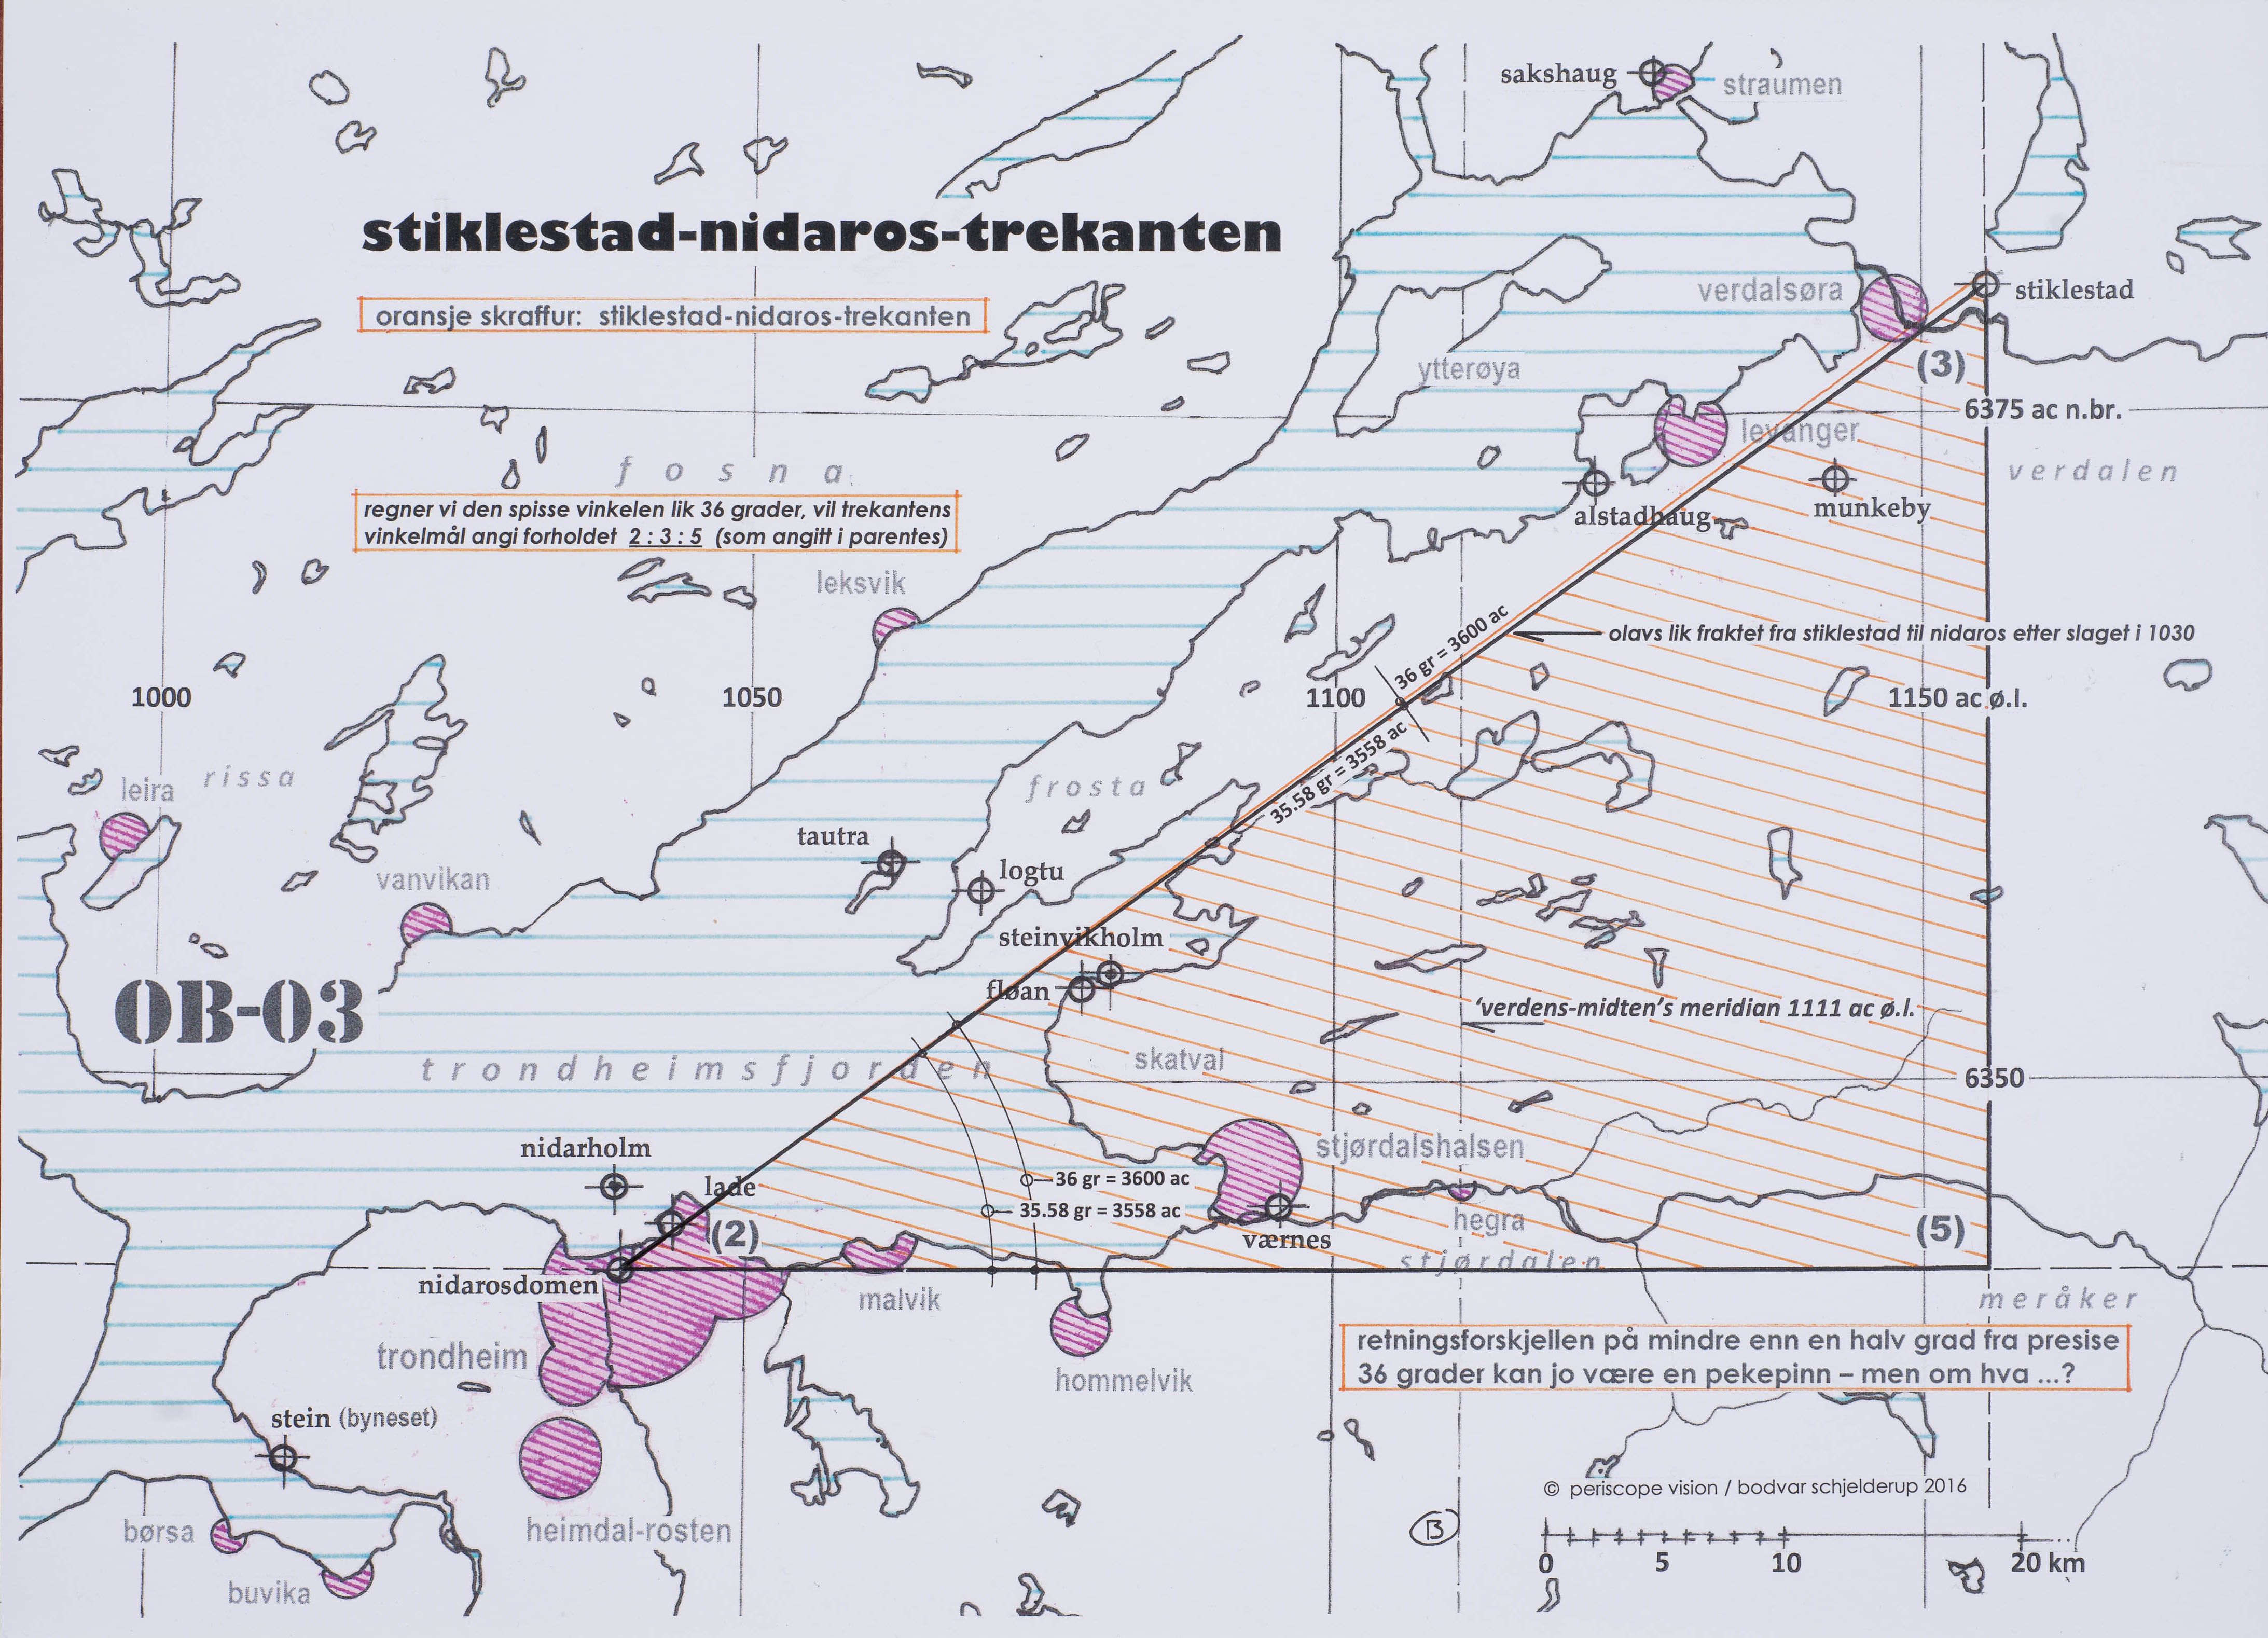 sakshaug
straumen
stiklestad-nidaros-trekanten
verdalsøra
stiklestad
oransje skraffur: stiklestad-nidaros-trekanten
(3)
ytterøya
6375 ac n.br.
levanger
fosna
verdalen
regner vi den spisse vinkelen lik 36 grader, vil trekantens
vinkelmål angi forholdet 2 : 3 : 5 (som angitt i parentes)
alstadhaug
munkeby
leksvik
olavs lik fraktet fra stiklestad til nidaros etter slaget i 1030
36 gr = 3600 ac
1000
1050
1100
1150 ac ø.l.
35.58 gr = 3558 ac
leira
rissa
frosta
tautra
logtu
vanvikan
steinvikholm
fløan
OB-03
'verdens-midten's meridian 1111 ac ø.l.
trondheimsfjorden
skatval
6350
nidarholm
stjørdalshalsen
lade
36 gr = 3600 ac
35.58 gr = 3558 ac
(2)
hegra
(5)
værnes
stjørdalen
nidarosdomen
malvik
meråker
trondheim
hommelvik
retningsforskjellen på mindre enn en halv grad fra presise
36 grader kan jo være en pekepinn – men om hva ...?
stein (byneset)
© periscope vision / bodvar schjelderup 2016
B
børsa
heimdal-rosten
0 5 10 20 km
buvika